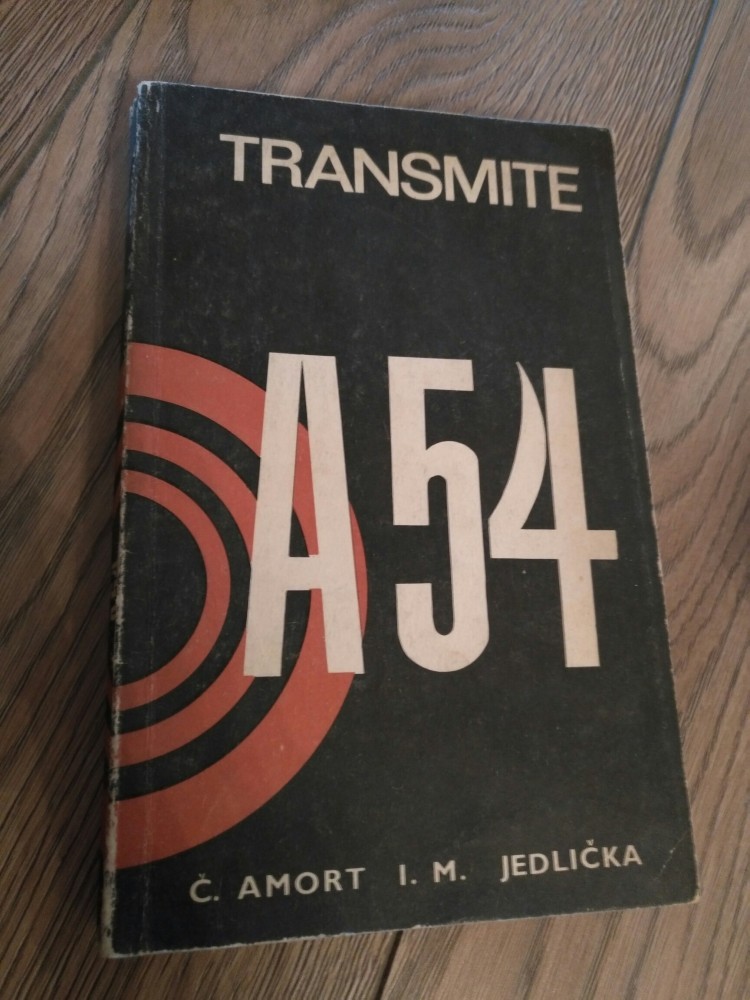 TRANSMITE
A54
Č. AMORT I. M. JEDLIČKA